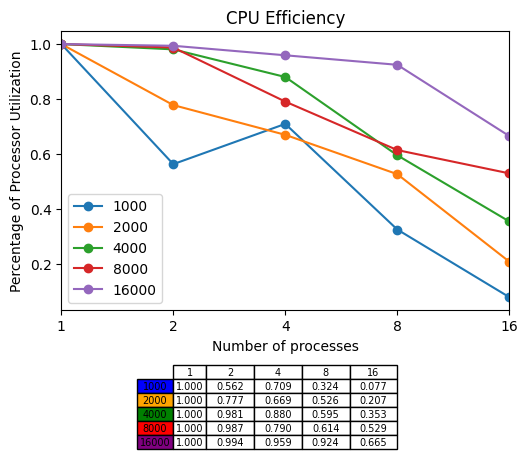 CPU Efficiency
Percentage of Processor Utilization
1.0
0.8
0.6
0.4
0.2
1000
2000
4000
8000
16000
1 2 4 8 16
Number of processes
1 2 4 8 16
1000 1.000 0.562 0.709 0.324 0.077
2000 1.000 0.777 0.669 0.526 0.207
4000 1.000 0.981 0.880 0.595 0.353
8000 1.000 0.987 0.790 0.614 0.529
16000 1.000 0.994 0.959 0.924 0.665